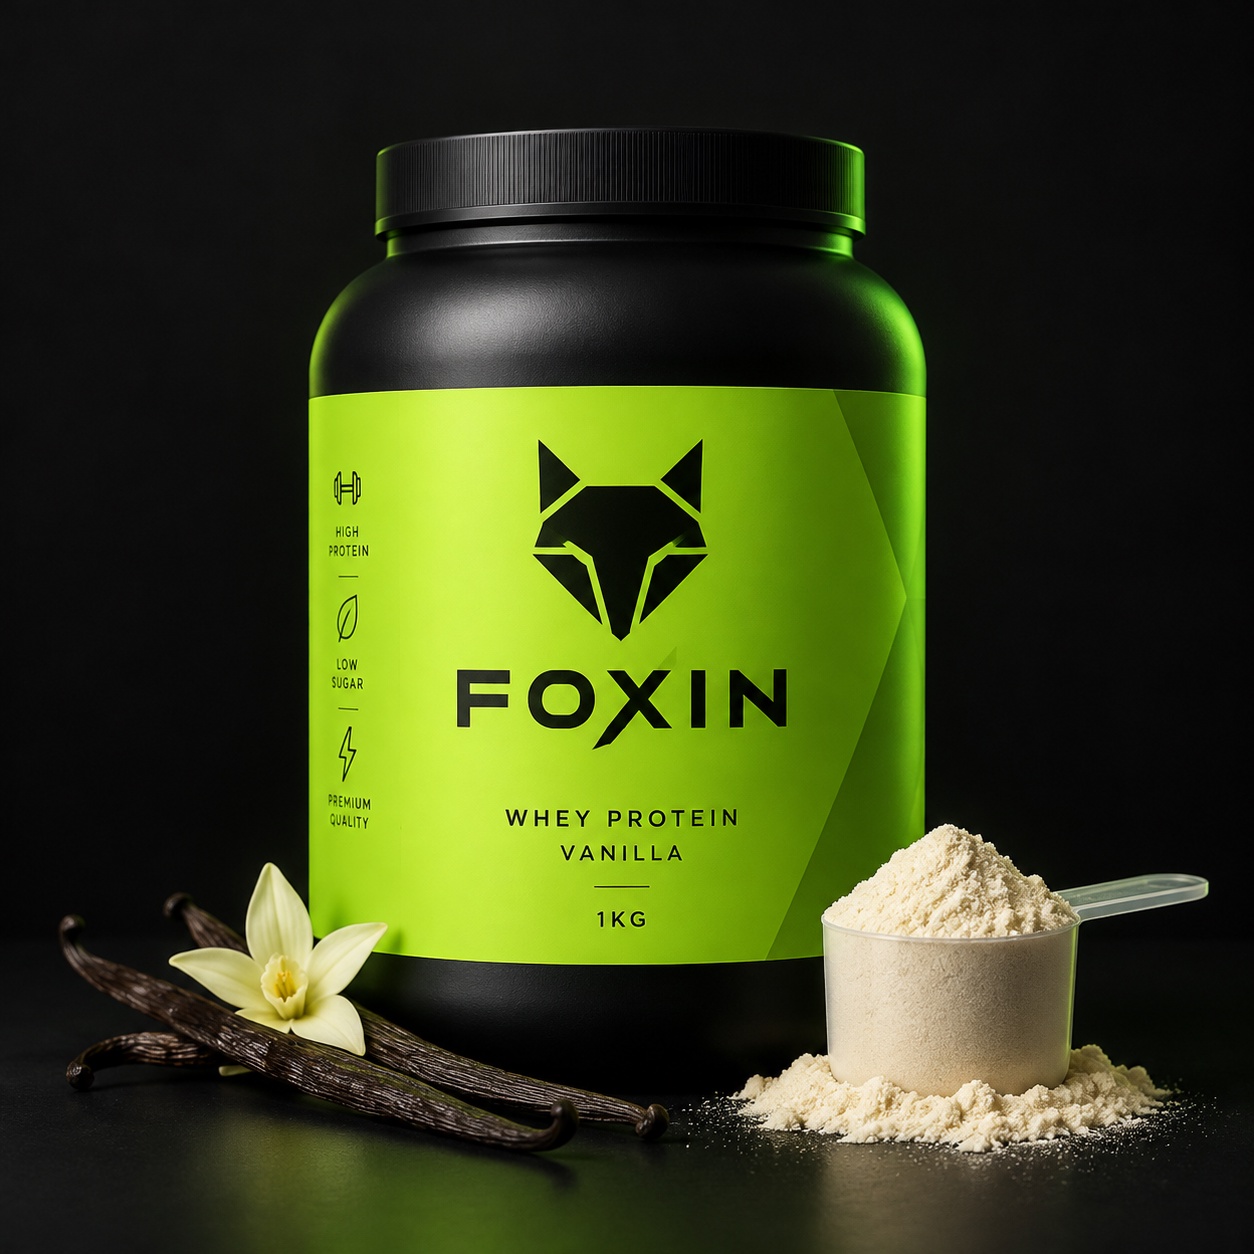 HIGH
PROTEIN
LOW
SUGAR
PREMIUM
QUALITY
FOXIN
WHEY PROTEIN
VANILLA
1KG